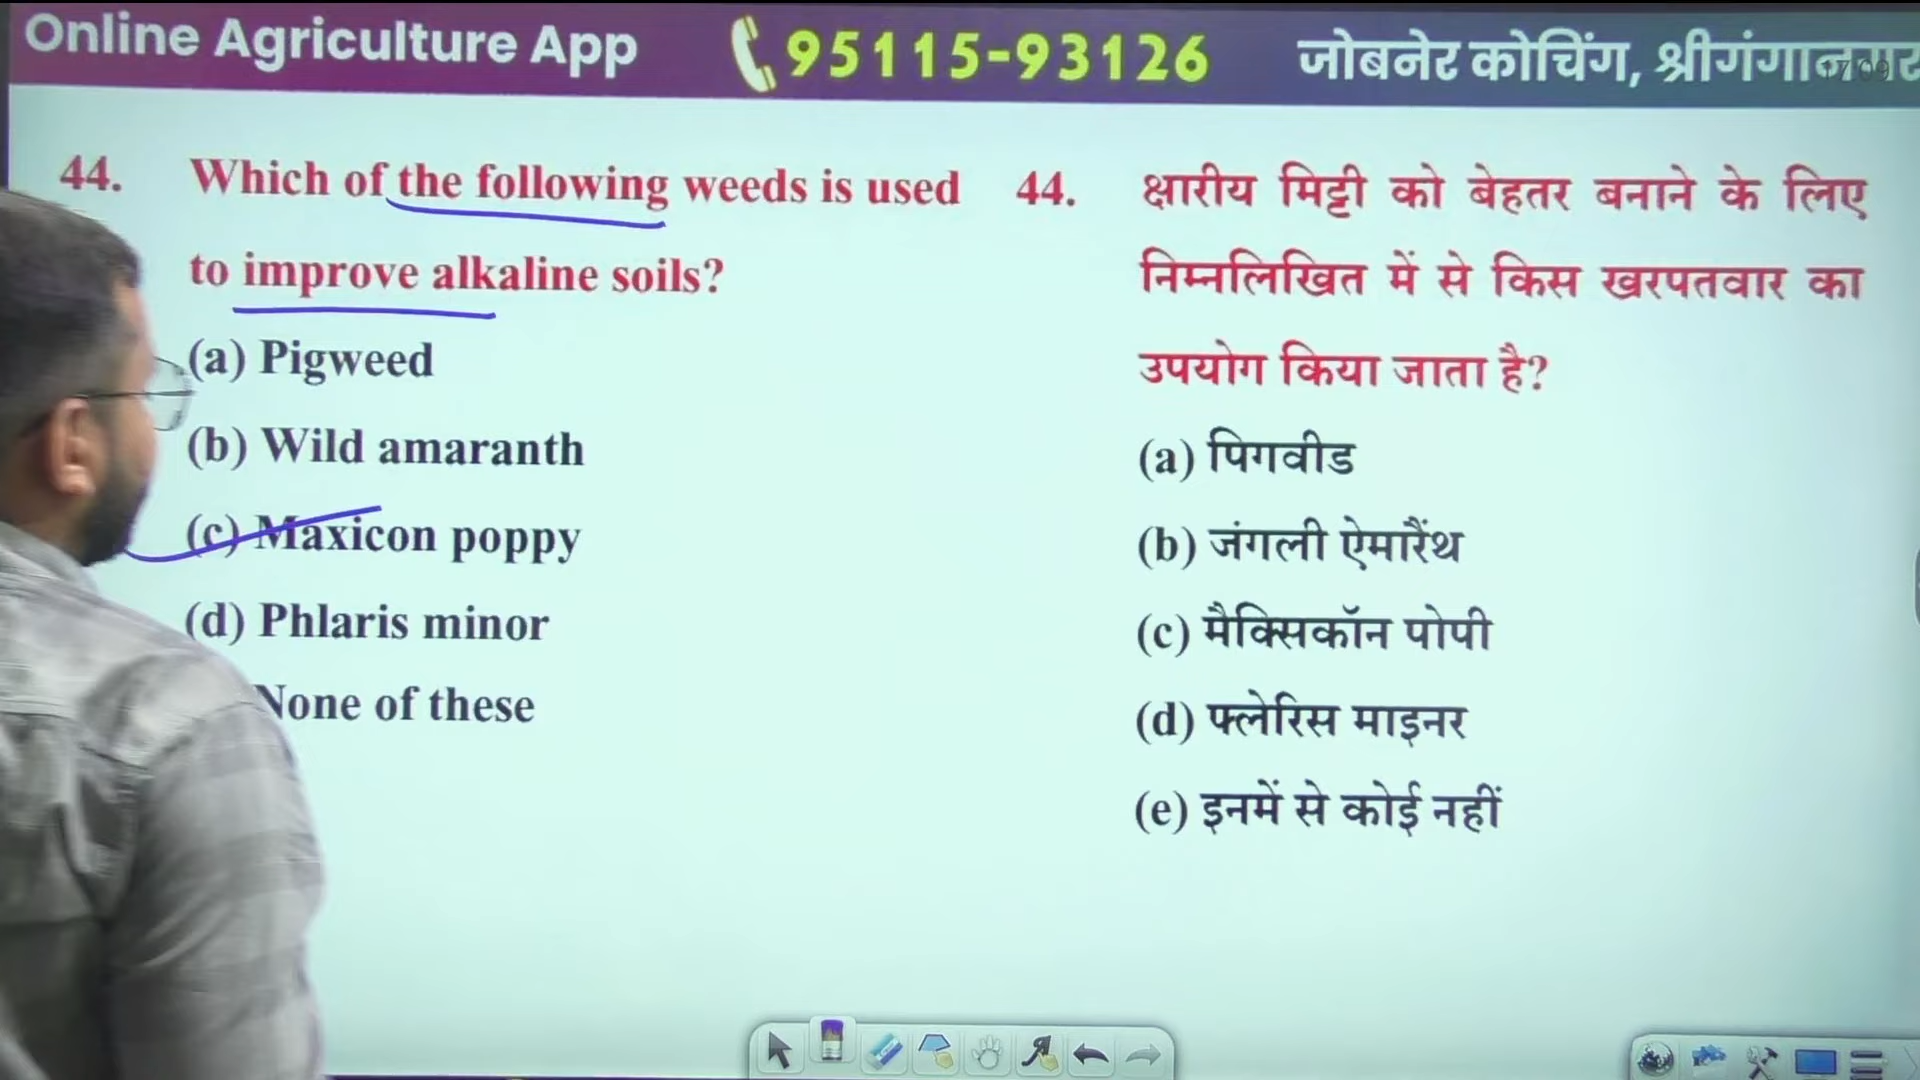 Online Agriculture App 95115-93126 जोबनेर कोचिंग, श्रीगंगानगर
17:09
44. Which of the following weeds is used
to improve alkaline soils?
(a) Pigweed
(b) Wild amaranth
(c) Maxicon poppy
(d) Phlaris minor
None of these
44. क्षारीय मिट्टी को बेहतर बनाने के लिए
निम्नलिखित में से किस खरपतवार का
उपयोग किया जाता है?
(a) पिगवीड
(b) जंगली ऐमारैंथ
(c) मैक्सिकॉन पोपी
(d) फ्लेरिस माइनर
(e) इनमें से कोई नहीं